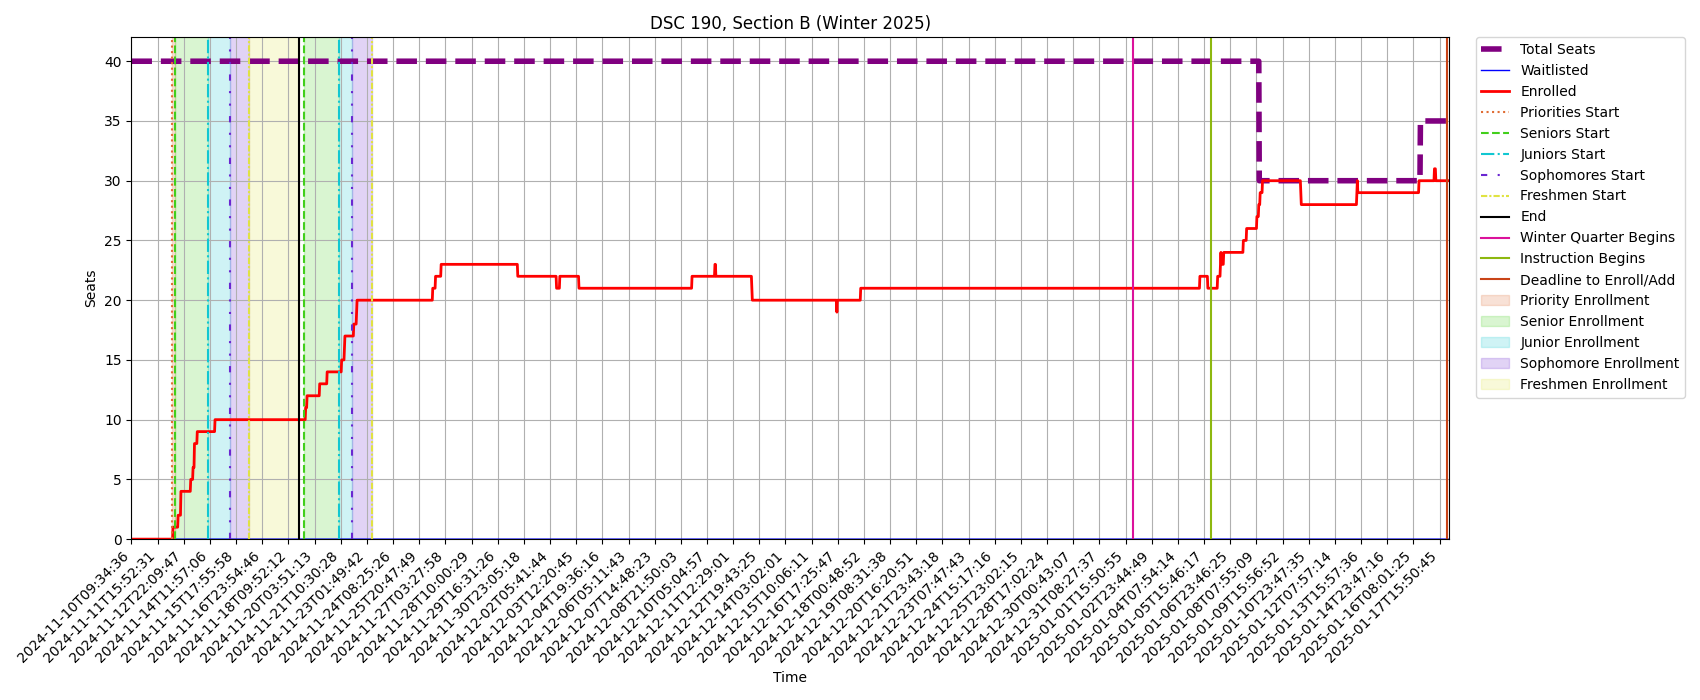 DSC 190, Section B (Winter 2025)
Seats
40
35
30
25
20
15
10
5
0
2024-11-10T09:34:36
2024-11-11T15:52:31
2024-11-12T22:09:47
2024-11-14T11:57:06
2024-11-15T17:55:58
2024-11-16T23:54:46
2024-11-18T09:52:12
2024-11-20T03:51:13
2024-11-21T10:30:28
2024-11-23T01:49:42
2024-11-24T08:25:26
2024-11-25T20:47:49
2024-11-27T03:27:58
2024-11-28T10:00:29
2024-11-29T16:31:26
2024-11-30T23:05:18
2024-12-02T05:41:44
2024-12-03T12:20:45
2024-12-04T19:36:16
2024-12-06T05:11:43
2024-12-07T14:48:23
2024-12-08T21:50:03
2024-12-10T05:04:57
2024-12-11T12:29:01
2024-12-12T19:43:25
2024-12-14T03:02:01
2024-12-15T10:06:11
2024-12-16T17:25:47
2024-12-18T00:48:52
2024-12-19T08:31:38
2024-12-20T16:20:51
2024-12-21T23:43:18
2024-12-23T07:47:43
2024-12-24T15:17:16
2024-12-25T23:02:15
2024-12-28T17:02:24
2024-12-30T00:43:07
2024-12-31T08:27:37
2025-01-01T15:50:55
2025-01-02T23:44:49
2025-01-04T07:54:14
2025-01-05T15:46:17
2025-01-06T23:46:25
2025-01-08T07:55:09
2025-01-09T15:56:52
2025-01-10T23:47:35
2025-01-12T07:57:14
2025-01-13T15:57:36
2025-01-14T23:47:16
2025-01-16T08:01:25
2025-01-17T15:50:45
Time
Total Seats
Waitlisted
Enrolled
Priorities Start
Seniors Start
Juniors Start
Sophomores Start
Freshmen Start
End
Winter Quarter Begins
Instruction Begins
Deadline to Enroll/Add
Priority Enrollment
Senior Enrollment
Junior Enrollment
Sophomore Enrollment
Freshmen Enrollment